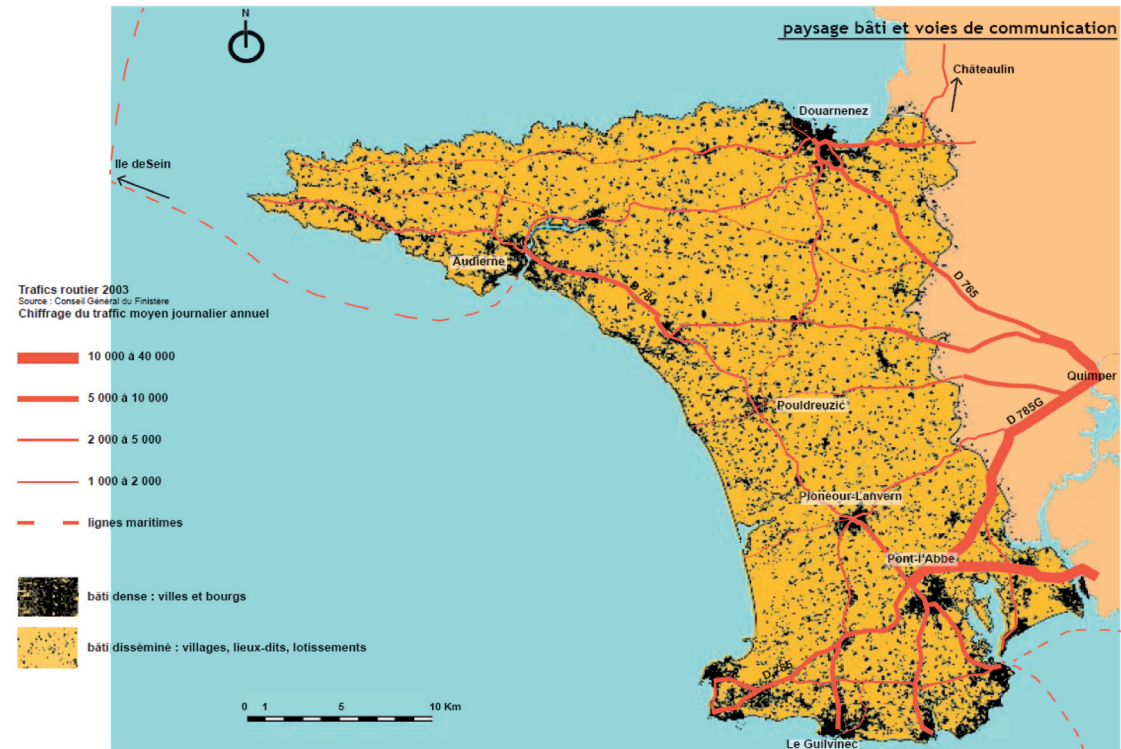 paysage bâti et voies de communication
N
Châteaulin
Douarnenez
Ile deSein
Audierne
D 784
D 765
Trafics routier 2003
Source : Conseil Général du Finistère
Chiffrage du traffic moyen journalier annuel
10 000 à 40 000
Quimper
5 000 à 10 000
Pouldreuzic
D 785G
2 000 à 5 000
1 000 à 2 000
Plonéour-Lanvern
lignes maritimes
Pont-l'Abbé
bâti dense : villes et bourgs
bâti disséminé : villages, lieux-dits, lotissements
D 785
0 1 5 10 Km
Le Guilvinec